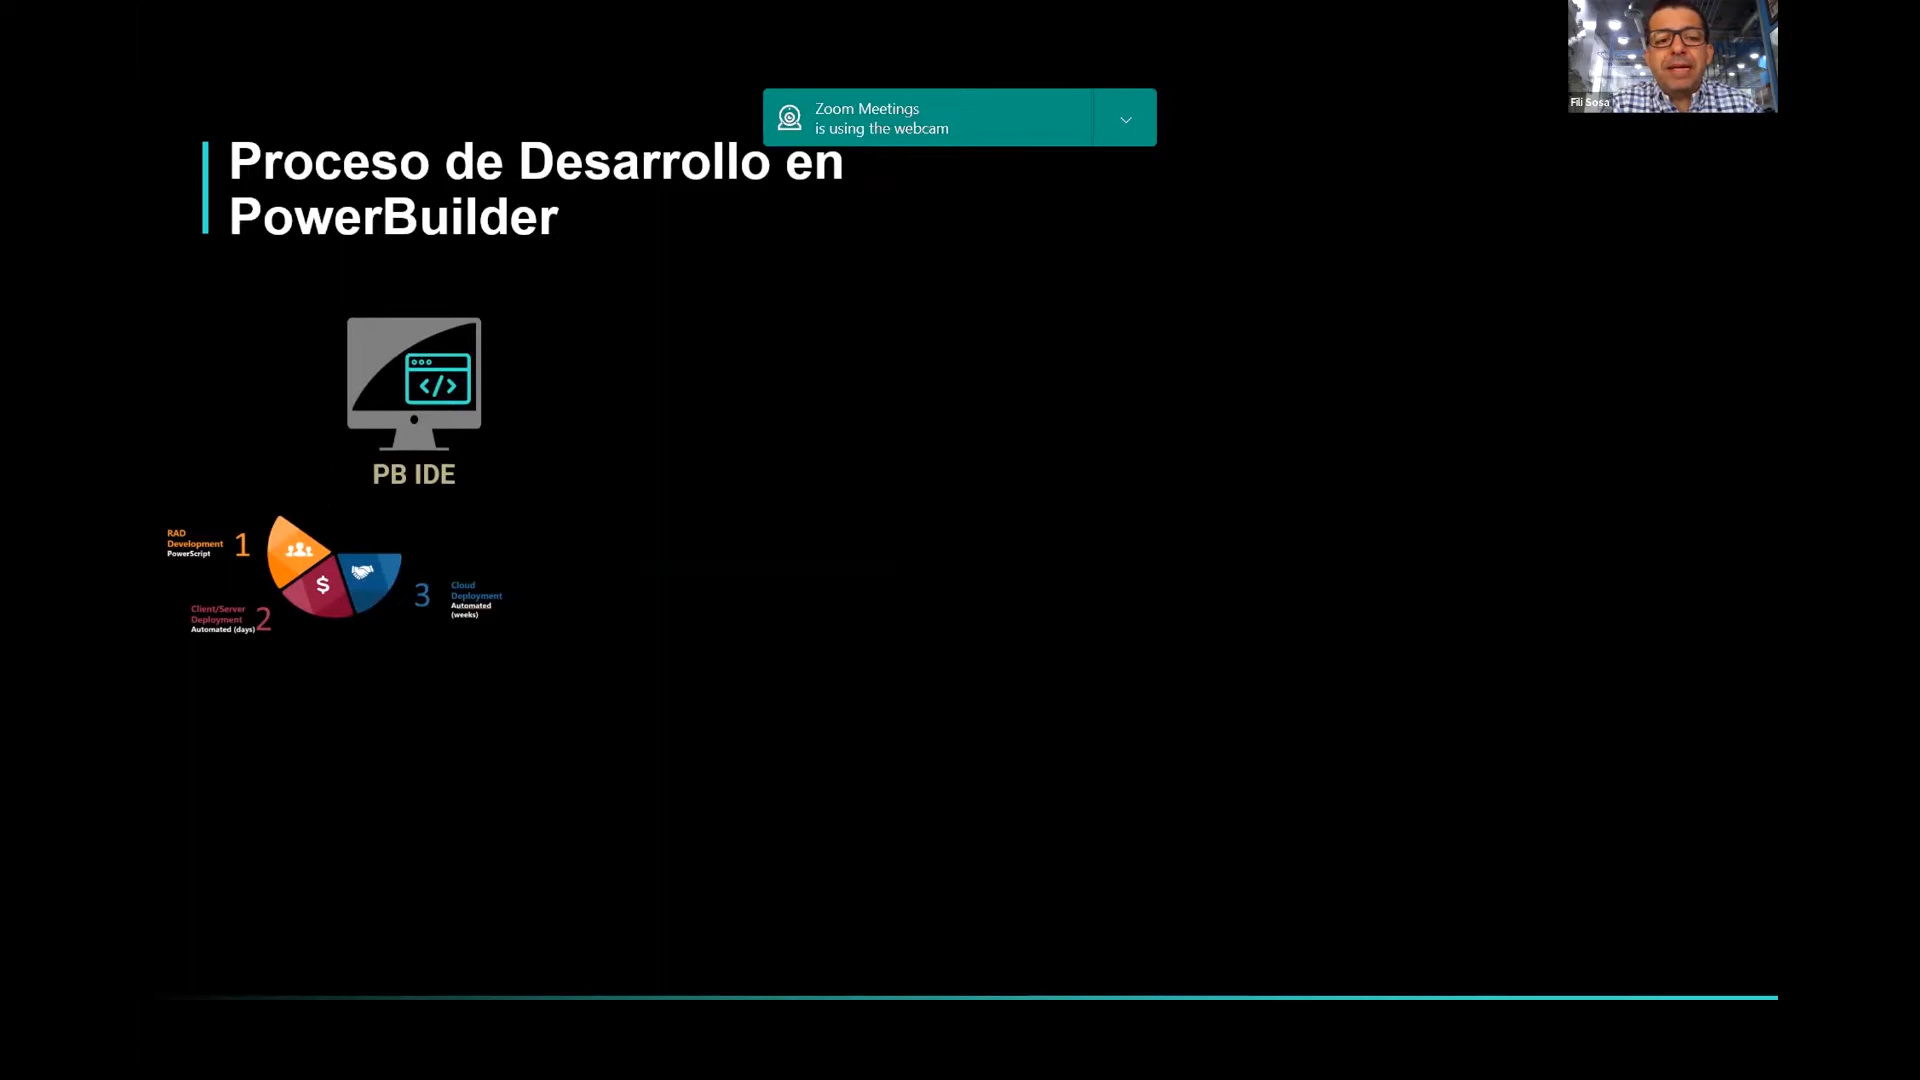 Zoom Meetings
is using the webcam
Fili Sosa
Proceso de Desarrollo en
PowerBuilder
</>
PB IDE
RAD
Development
PowerScript
1
Client/Server
Deployment
Automated (days)
2
$
3
Cloud
Deployment
Automated
(weeks)